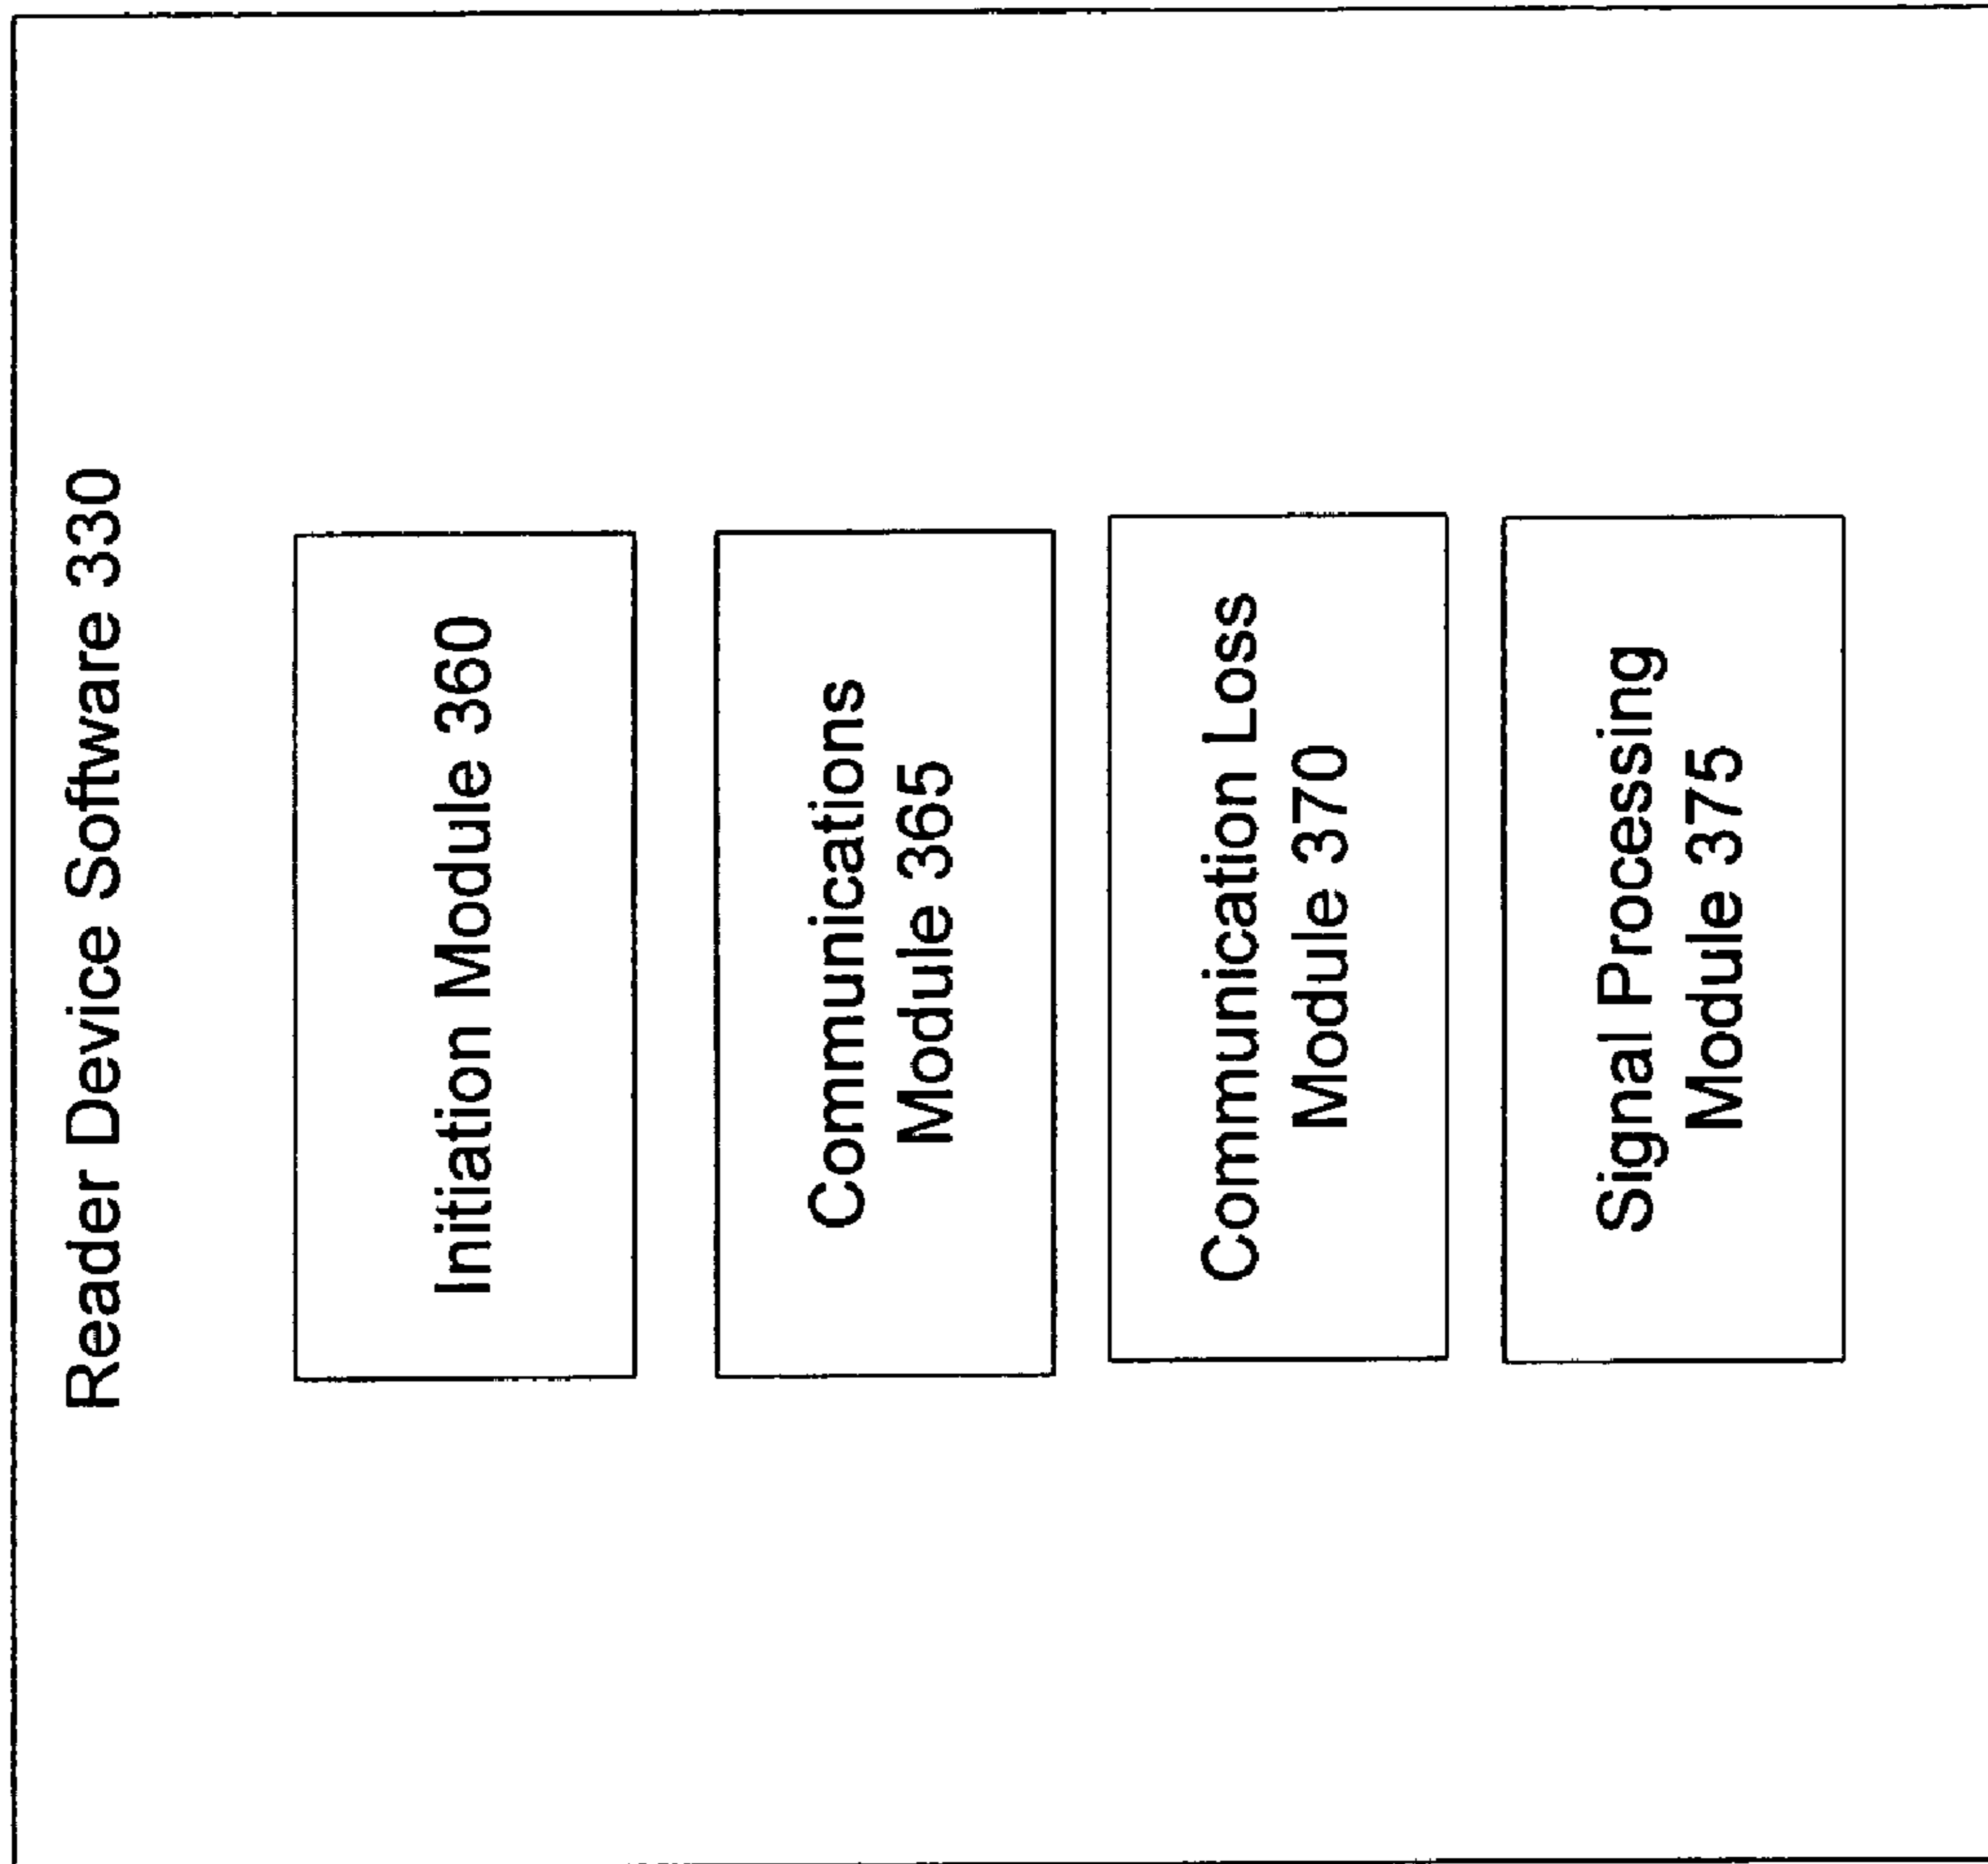 Reader Device Software 330
Initiation Module 360
Communications
Module 365
Communication Loss
Module 370
Signal Processing
Module 375